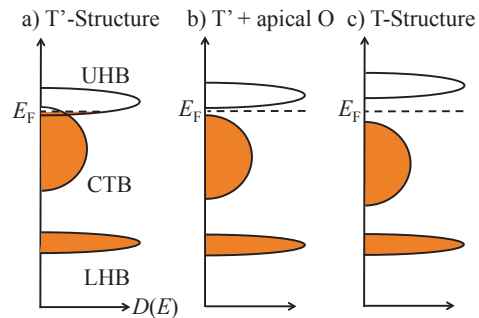 a) T’-Structure b) T’ + apical O c) T-Structure
UHB
E_F E_F E_F
CTB
LHB
D(E)